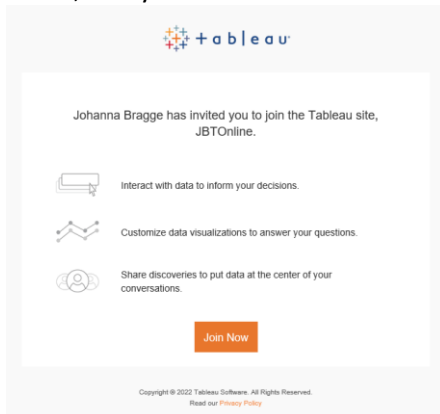 + a b | e a u
Johanna Bragge has invited you to join the Tableau site,
JBTOnline.
Interact with data to inform your decisions.
Customize data visualizations to answer your questions.
Share discoveries to put data at the center of your
conversations.
Join Now
Copyright © 2022 Tableau Software. All Rights Reserved.
Read our Privacy Policy